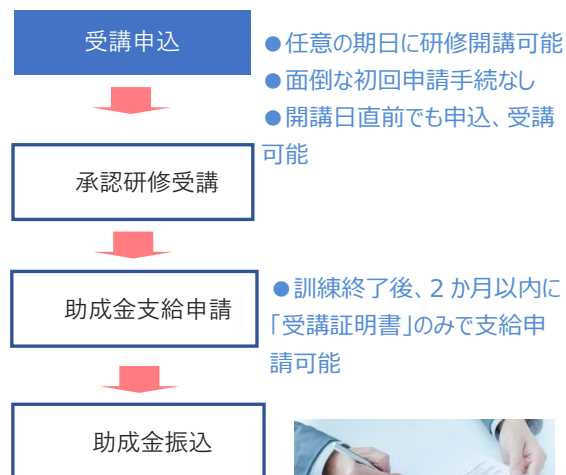 受講申込
●任意の期日に研修開講可能
●面倒な初回申請手続なし
●開講日直前でも申込、受講
可能
承認研修受講
助成金支給申請
●訓練終了後、2か月以内に
「受講証明書」のみで支給申
請可能
助成金振込